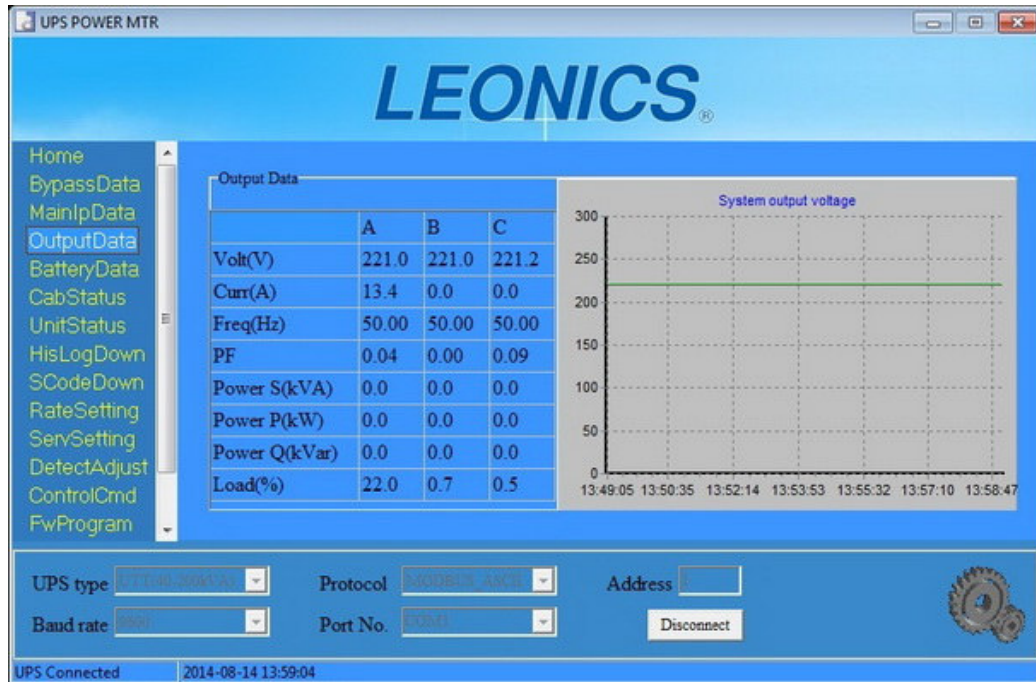 UPS POWER MTR
LEONICS®
Home
BypassData
MainIpData
OutputData
BatteryData
CabStatus
UnitStatus
HisLogDown
SCodeDown
RateSetting
ServSetting
DetectAdjust
ControlCmd
FwProgram
Output Data
A B C
Volt(V) 221.0 221.0 221.2
Curr(A) 13.4 0.0 0.0
Freq(Hz) 50.00 50.00 50.00
PF 0.04 0.00 0.09
Power S(kVA) 0.0 0.0 0.0
Power P(kW) 0.0 0.0 0.0
Power Q(kVar) 0.0 0.0 0.0
Load(%) 22.0 0.7 0.5
System output voltage
300
250
200
150
100
50
0
13:49:05 13:50:35 13:52:14 13:53:53 13:55:32 13:57:10 13:58:47
UPS type
Protocol MODBUS_ASCII
Address
Baud rate 9600
Port No. COM1
Disconnect
UPS Connected 2014-08-14 13:59:04